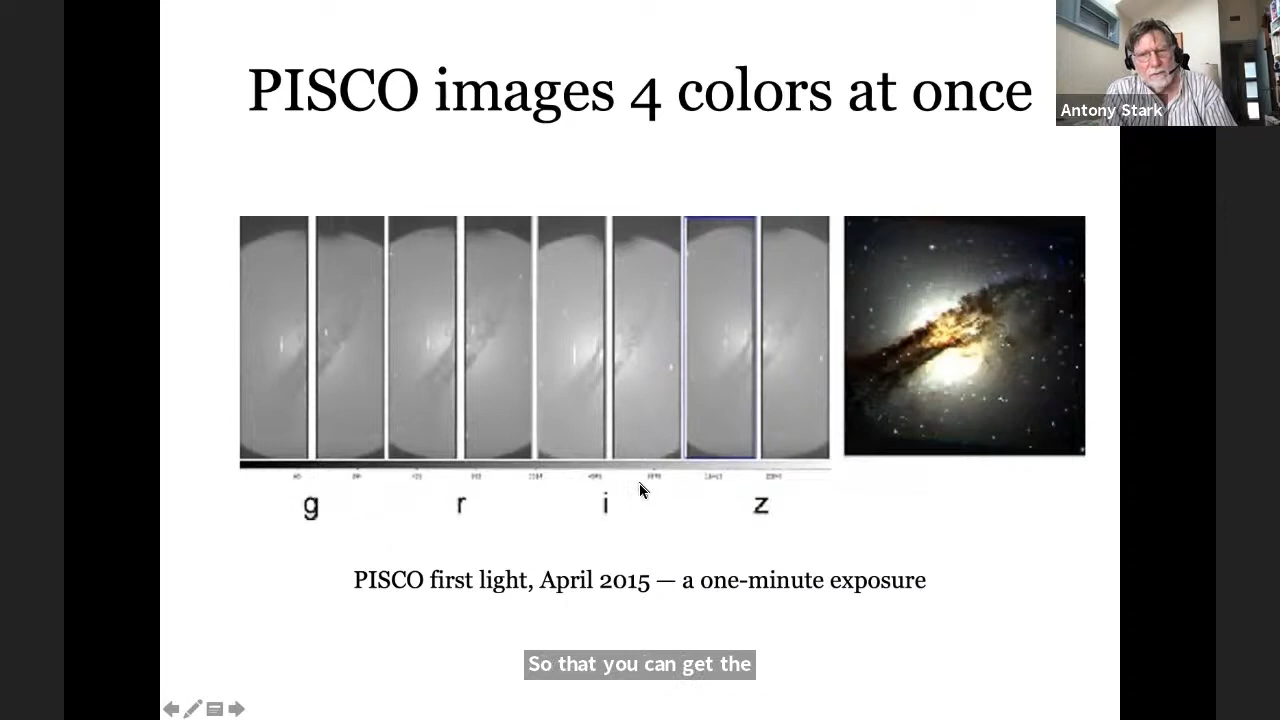 PISCO images 4 colors at once
Antony Stark
g r i z
PISCO first light, April 2015 — a one-minute exposure
So that you can get the